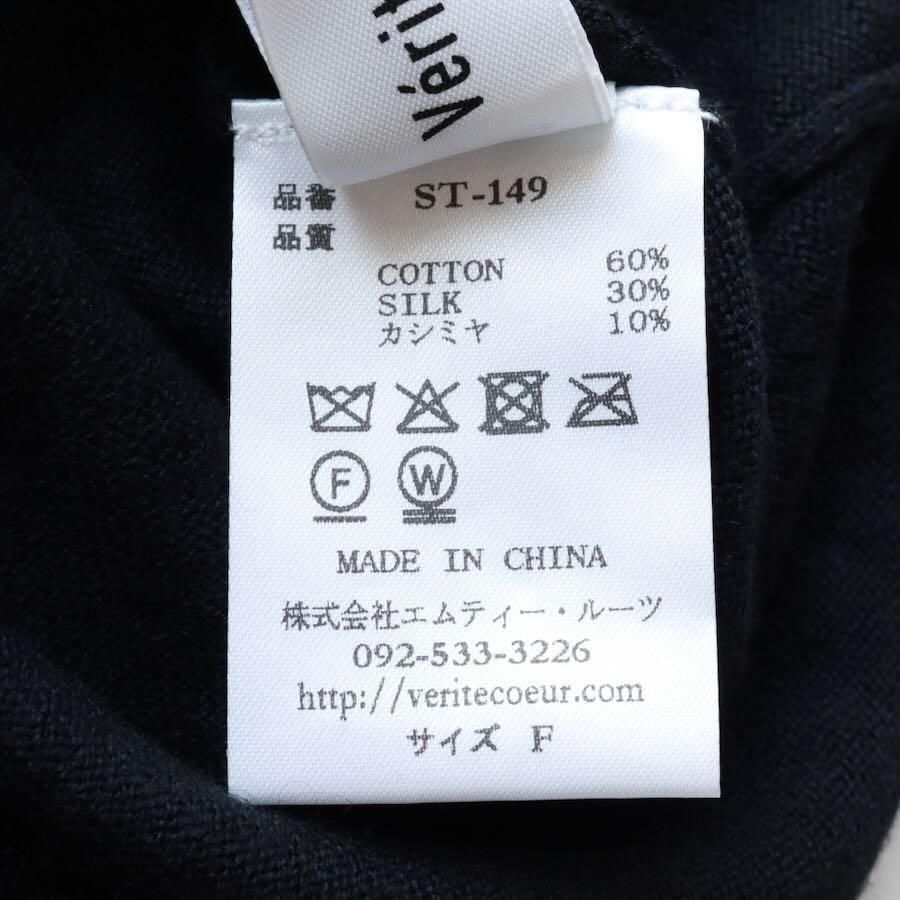 Vérit
品番 ST-149
品質
COTTON 60%
SILK 30%
カシミヤ 10%
F W
MADE IN CHINA
株式会社エムティー・ルーツ
092-533-3226
http://veritecoeur.com
サイズ F